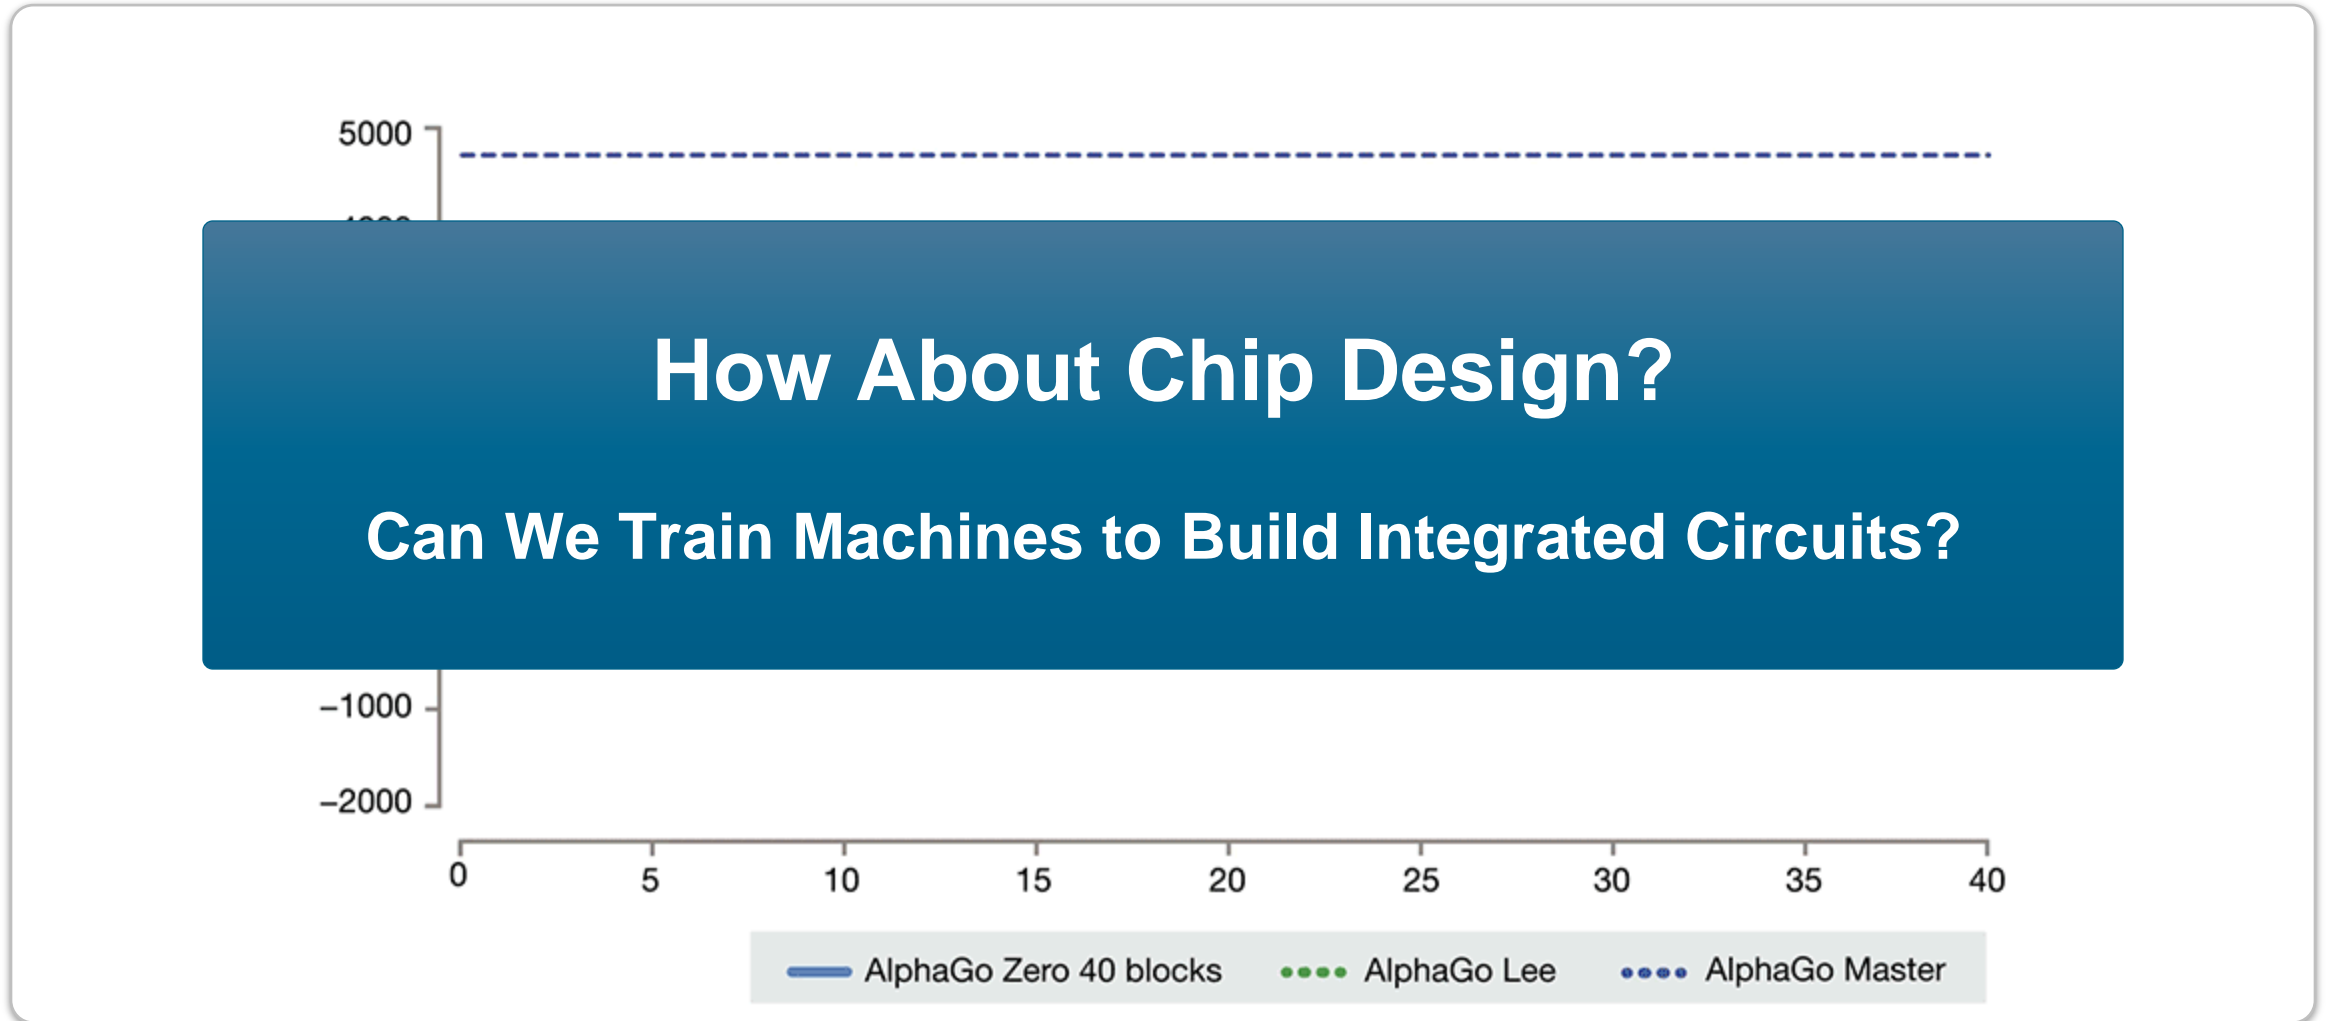 5000
How About Chip Design?
Can We Train Machines to Build Integrated Circuits?
−1000
−2000
0 5 10 15 20 25 30 35 40
AlphaGo Zero 40 blocks AlphaGo Lee AlphaGo Master